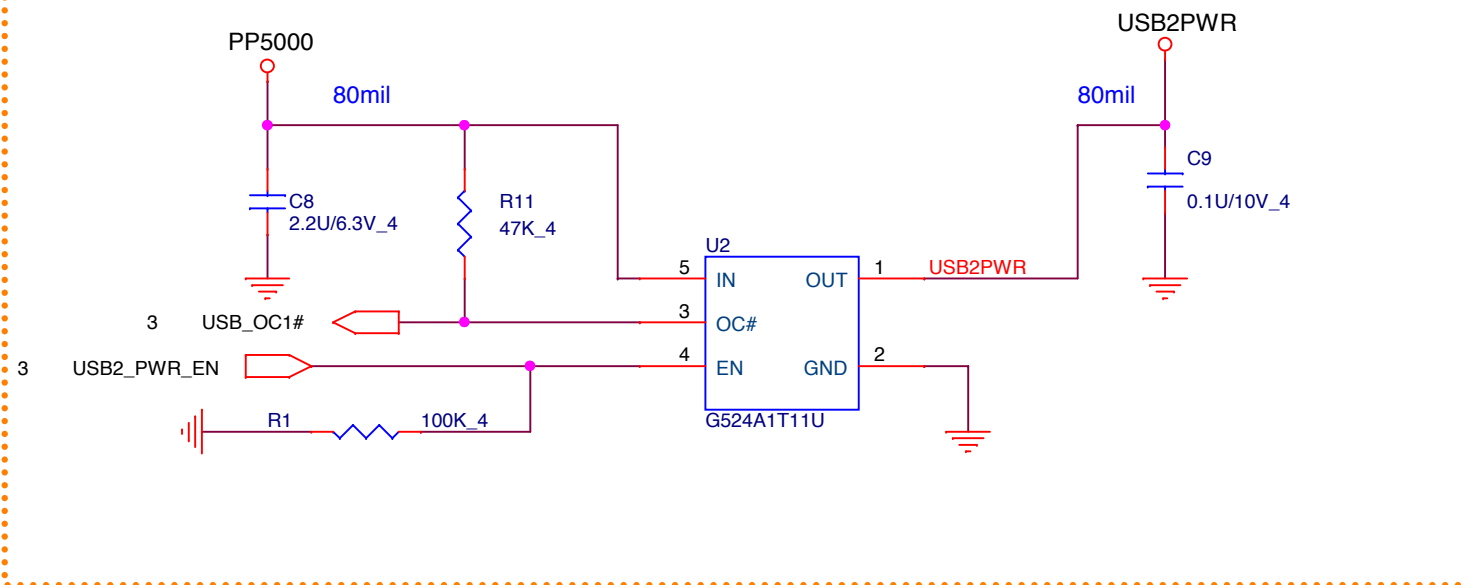 USB2PWR
PP5000
80mil
80mil
C9
0.1U/10V_4
C8
2.2U/6.3V_4
R11
47K_4
U2
5
IN
OUT
1
USB2PWR
3
USB_OC1#
3
OC#
3
USB2_PWR_EN
4
EN
GND
2
R1
100K_4
G524A1T11U